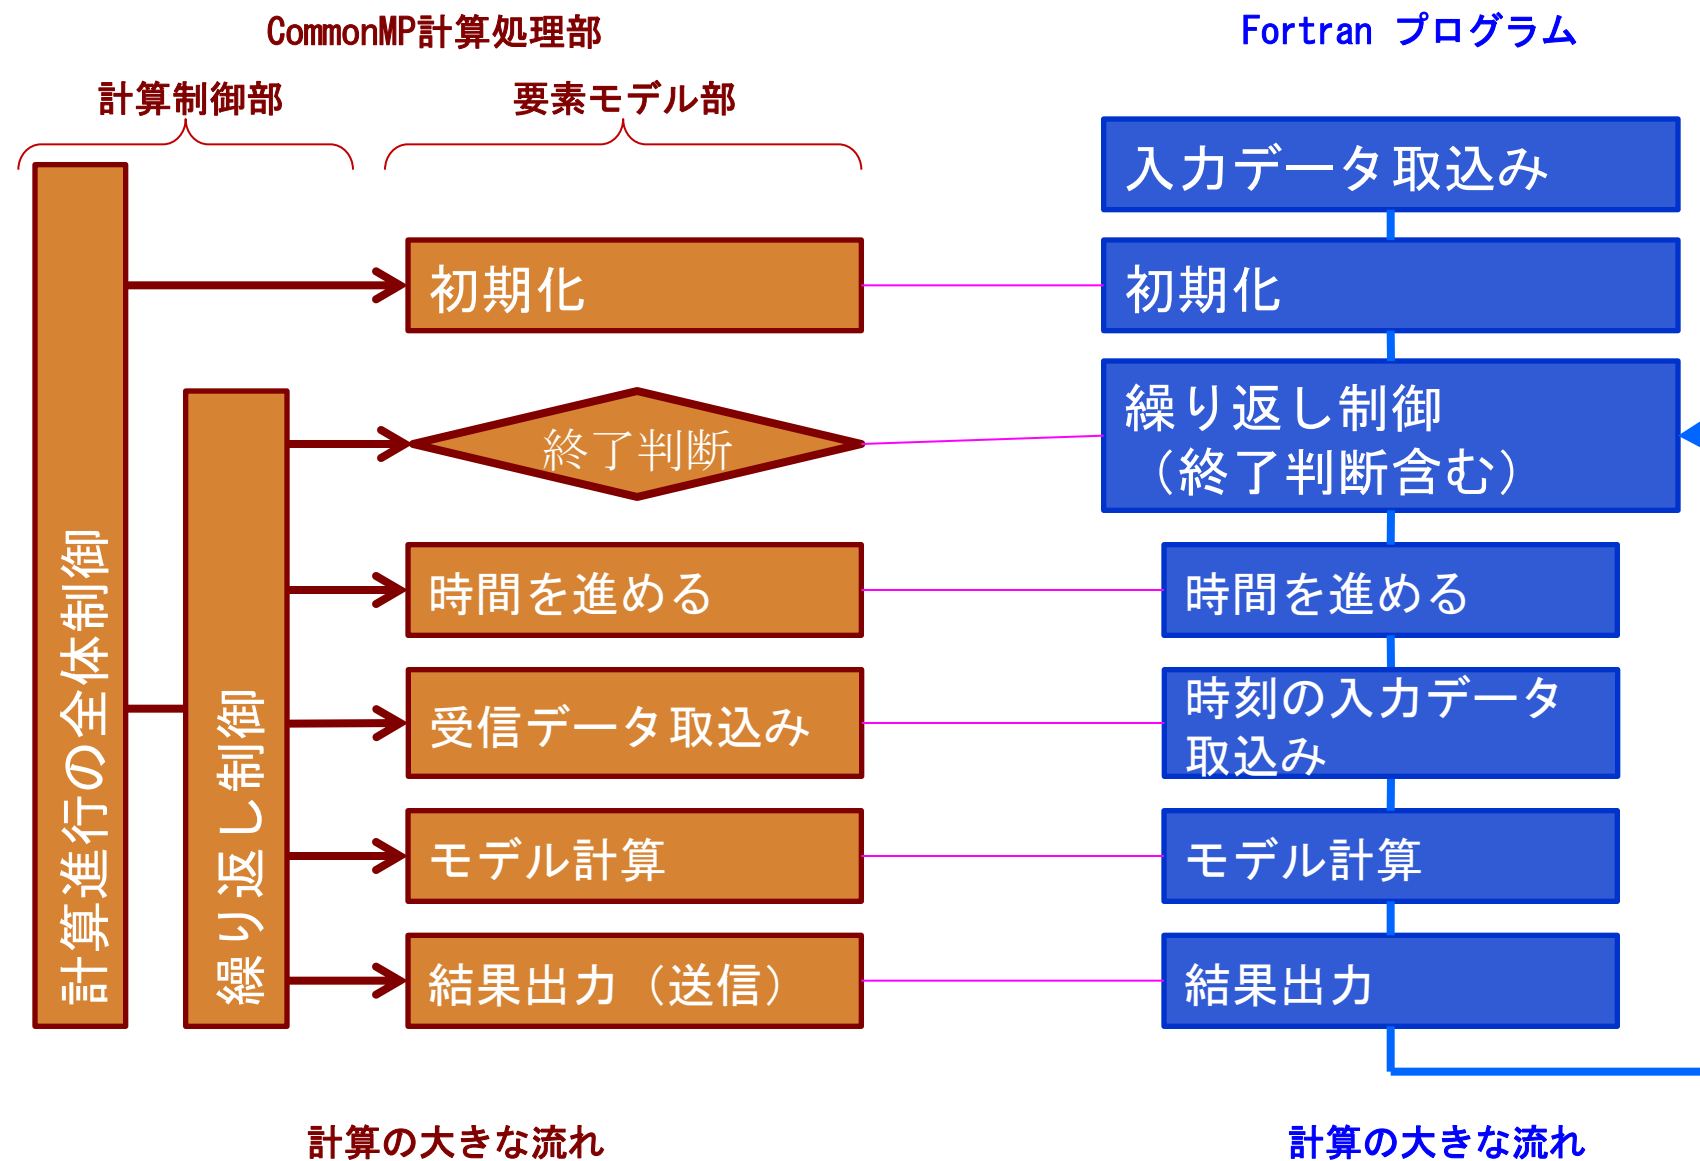 CommonMP計算処理部
計算制御部
要素モデル部
計算進行の全体制御
繰り返し制御
初期化
終了判断
時間を進める
受信データ取込み
モデル計算
結果出力（送信）
計算の大きな流れ
Fortran プログラム
入力データ取込み
初期化
繰り返し制御
（終了判断含む）
時間を進める
時刻の入力データ
取込み
モデル計算
結果出力
計算の大きな流れ